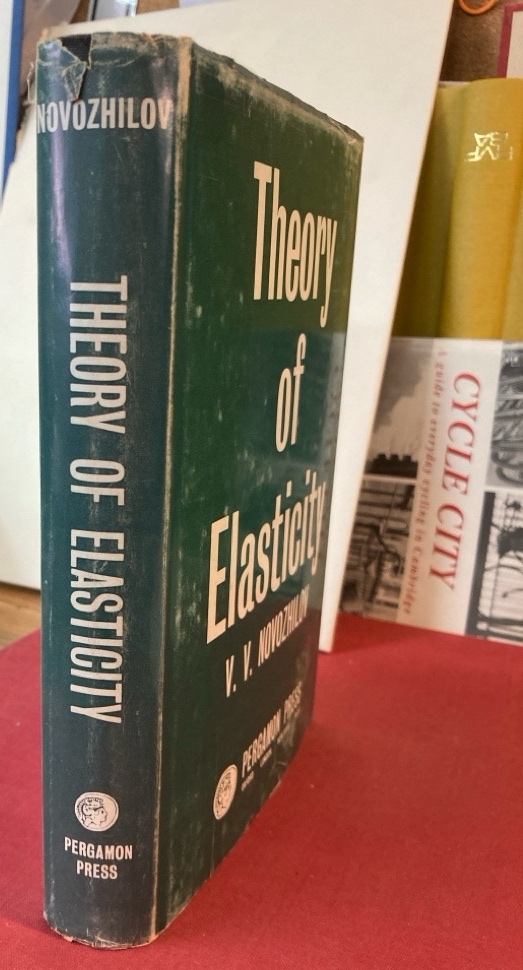 NOVOZHILOV
THEORY OF ELASTICITY
PERGAMON
PRESS
Theory
of
Elasticity
V. V. NOVOZHILOV
PERGAMON PRESS
CYCLE CITY
A guide to everyday cycling in Cambridge